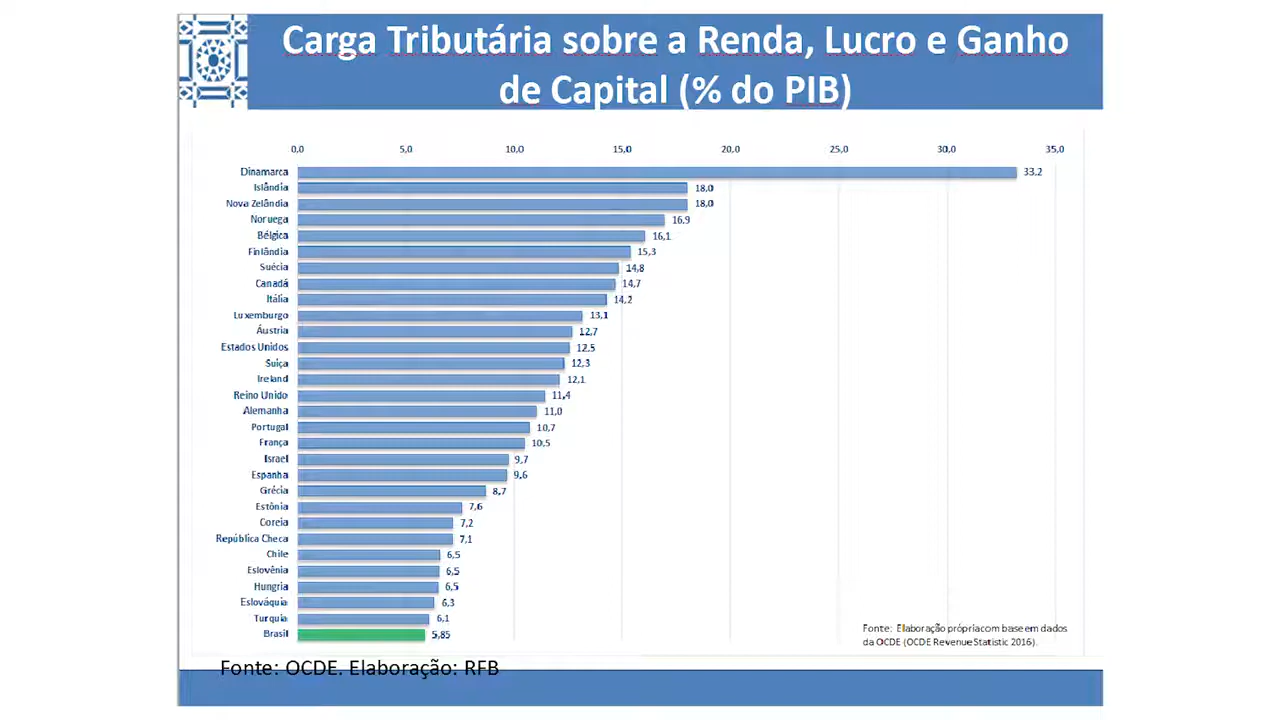 Carga Tributária sobre a Renda, Lucro e Ganho
de Capital (% do PIB)
0,0 5,0 10,0 15,0 20,0 25,0 30,0 35,0
Dinamarca 33,2
Islândia 18,0
Nova Zelândia 18,0
Noruega 16,9
Bélgica 16,1
Finlândia 15,3
Suécia 14,8
Canadá 14,7
Itália 14,2
Luxemburgo 13,1
Áustria 12,7
Estados Unidos 12,5
Suiça 12,3
Ireland 12,1
Reino Unido 11,4
Alemanha 11,0
Portugal 10,7
França 10,5
Israel 9,7
Espanha 9,6
Grécia 8,7
Estônia 7,6
Coreia 7,2
República Checa 7,1
Chile 6,5
Eslovênia 6,5
Hungria 6,5
Eslováquia 6,3
Turquia 6,1
Brasil 5,85
Fonte: Elaboração própria com base em dados
da OCDE (OCDE Revenue Statistic 2016).
Fonte: OCDE. Elaboração: RFB